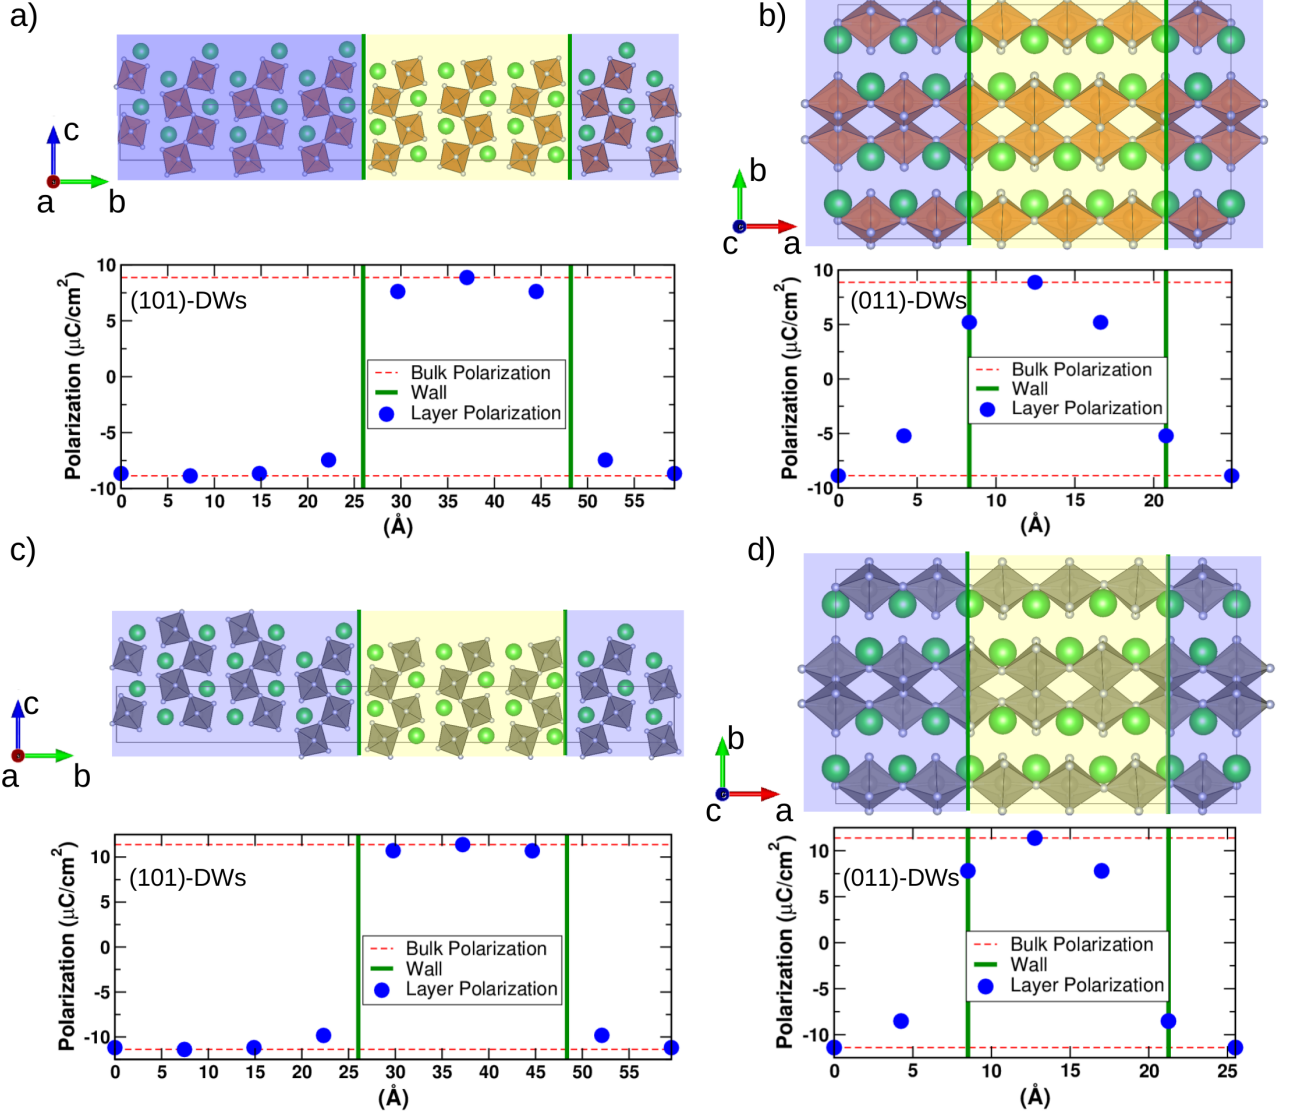 a)
c
a b
Polarization (μC/cm²)
10
5
0
-5
-10
(101)-DWs
Bulk Polarization
Wall
Layer Polarization
0 5 10 15 20 25 30 35 40 45 50 55
(Å)
b)
b
c a
Polarization (μC/cm²)
10
5
0
-5
-10
(011)-DWs
Bulk Polarization
Wall
Layer Polarization
0 5 10 15 20
(Å)
c)
c
a b
Polarization (μC/cm²)
10
5
0
-5
-10
(101)-DWs
Bulk Polarization
Wall
Layer Polarization
0 5 10 15 20 25 30 35 40 45 50 55
(Å)
d)
b
c a
Polarization (μC/cm²)
10
5
0
-5
-10
(011)-DWs
Bulk Polarization
Wall
Layer Polarization
0 5 10 15 20 25
(Å)